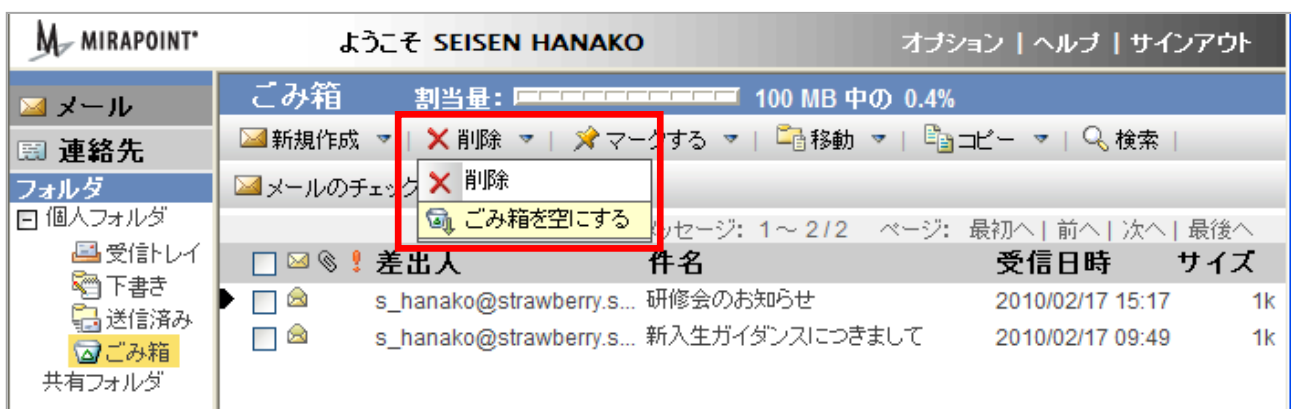 MIRAPOINT
ようこそ SEISEN HANAKO
オプション | ヘルプ | サインアウト
メール
連絡先
フォルダ
個人フォルダ
受信トレイ
下書き
送信済み
ごみ箱
共有フォルダ
ごみ箱 割当量: 100 MB 中の 0.4%
新規作成 | 削除 | マークする | 移動 | コピー | 検索 |
メールのチェック
削除
ごみ箱を空にする
ッセージ: 1~2/2 ページ: 最初へ | 前へ | 次へ | 最後へ
差出人 件名 受信日時 サイズ
s_hanako@strawberry.s... 研修会のお知らせ 2010/02/17 15:17 1k
s_hanako@strawberry.s... 新入生ガイダンスにつきまして 2010/02/17 09:49 1k